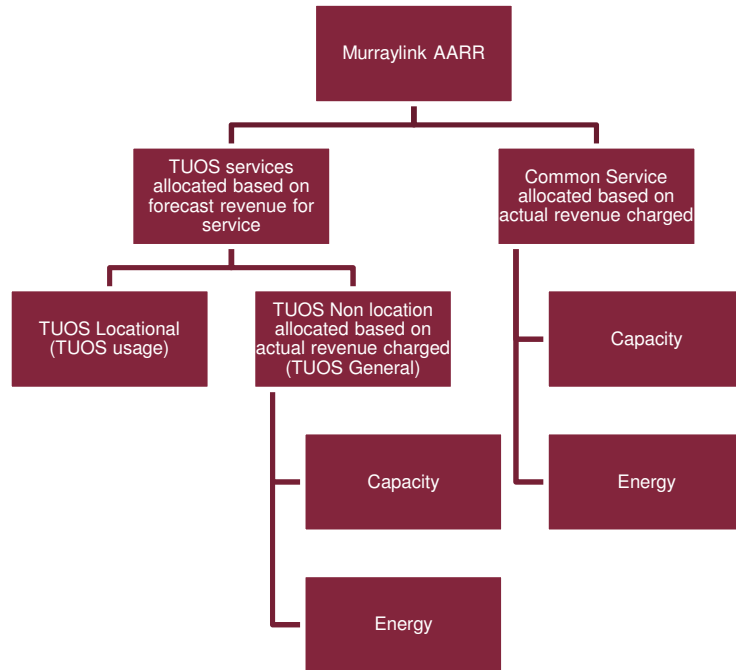 Murraylink AARR
TUOS services
allocated based on
forecast revenue for
service
Common Service
allocated based on
actual revenue charged
TUOS Locational
(TUOS usage)
TUOS Non location
allocated based on
actual revenue charged
(TUOS General)
Capacity
Energy
Capacity
Energy